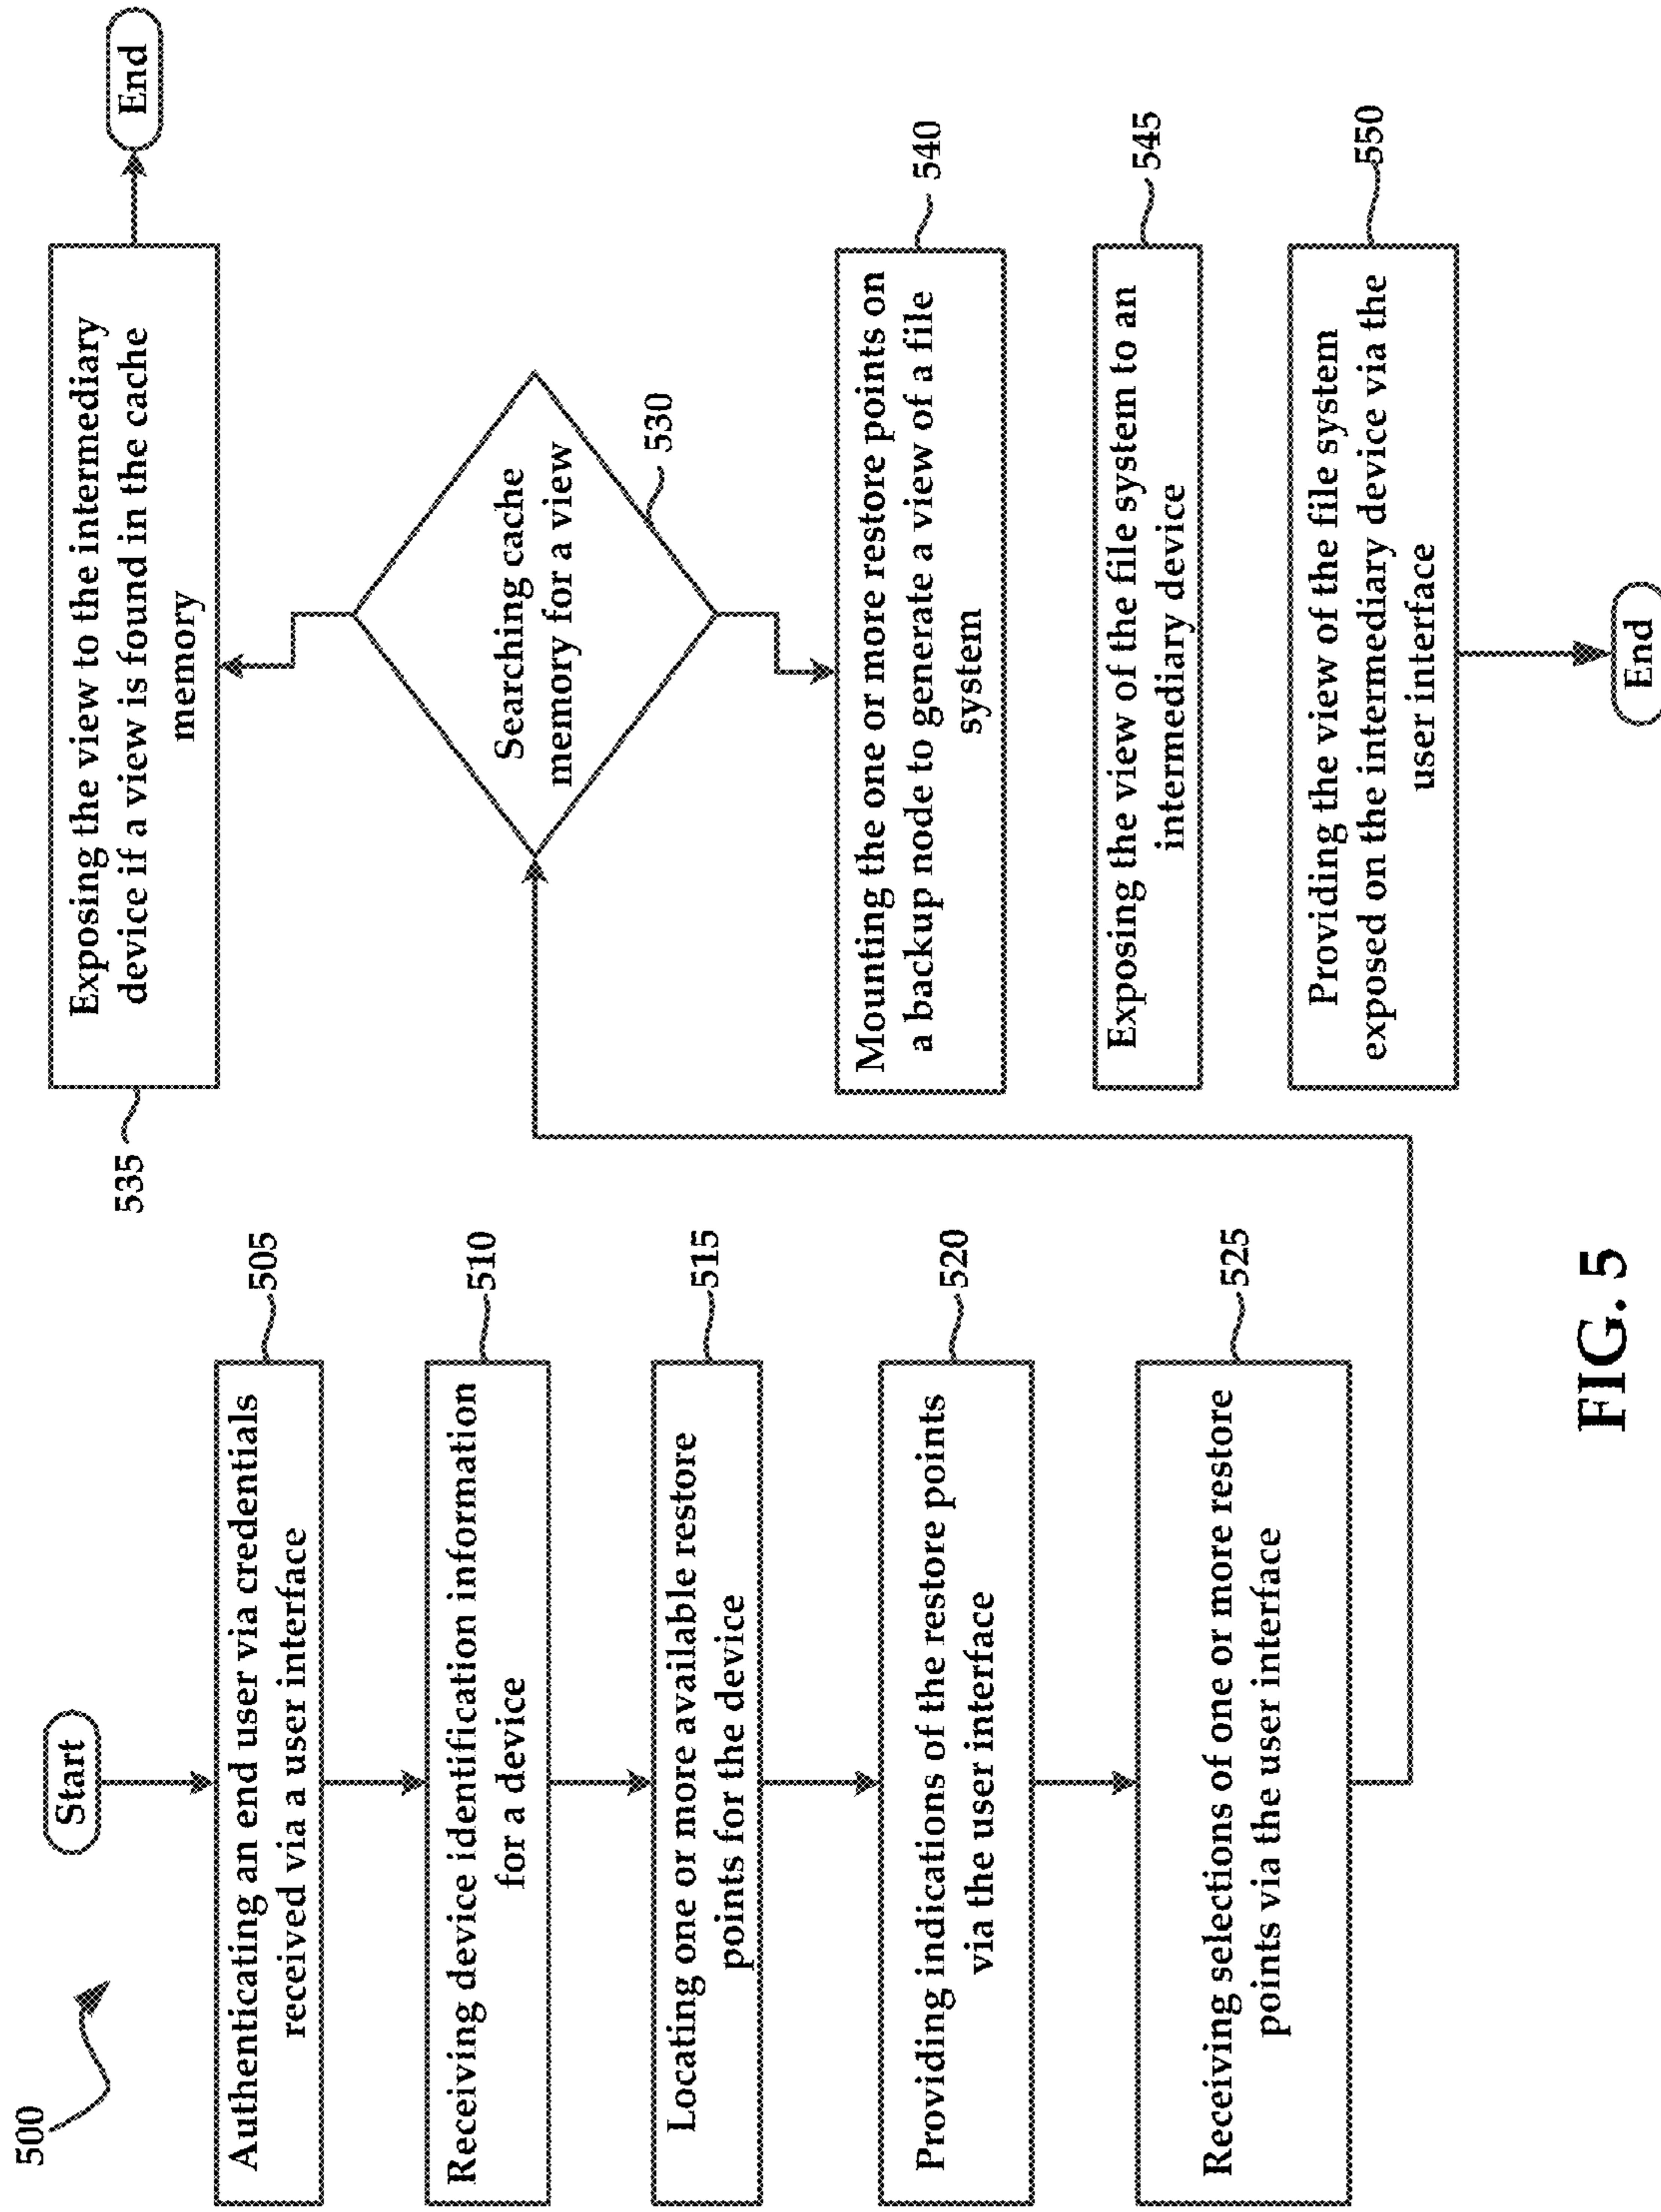 500
Start
Authenticating an end user via credentials
received via a user interface
505
Receiving device identification information
for a device
510
Locating one or more available restore
points for the device
515
Providing indications of the restore points
via the user interface
520
Receiving selections of one or more restore
points via the user interface
525
535
Exposing the view to the intermediary
device if a view is found in the cache
memory
End
Searching cache
memory for a view
530
Mounting the one or more restore points on
a backup node to generate a view of a file
system
540
Exposing the view of the file system to an
intermediary device
545
Providing the view of the file system
exposed on the intermediary device via the
user interface
550
End
FIG. 5